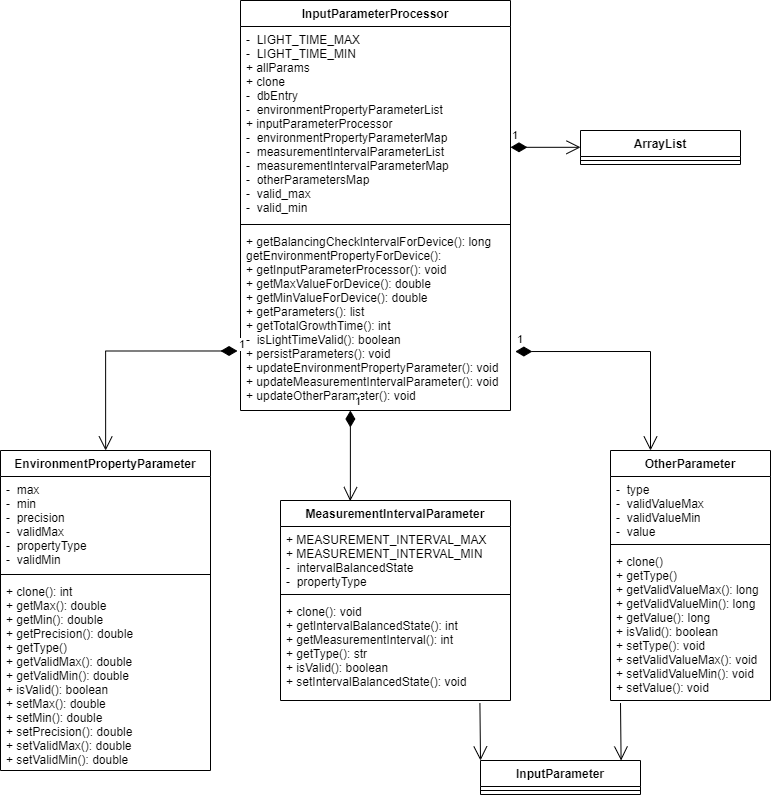 InputParameterProcessor
- LIGHT_TIME_MAX
- LIGHT_TIME_MIN
+ allParams
+ clone
- dbEntry
- environmentPropertyParameterList
+ inputParameterProcessor
- environmentPropertyParameterMap
- measurementIntervalParameterList
- measurementIntervalParameterMap
- otherParametersMap
- valid_max
- valid_min
+ getBalancingCheckIntervalForDevice(): long
getEnvironmentPropertyForDevice():
+ getInputParameterProcessor(): void
+ getMaxValueForDevice(): double
+ getMinValueForDevice(): double
+ getParameters(): list
+ getTotalGrowthTime(): int
- isLightTimeValid(): boolean
+ persistParameters(): void
+ updateEnvironmentPropertyParameter(): void
+ updateMeasurementIntervalParameter(): void
+ updateOtherParameter(): void
1
ArrayList
1
1
1
EnvironmentPropertyParameter
- max
- min
- precision
- validMax
- propertyType
- validMin
+ clone(): int
+ getMax(): double
+ getMin(): double
+ getPrecision(): double
+ getType()
+ getValidMax(): double
+ getValidMin(): double
+ isValid(): boolean
+ setMax(): double
+ setMin(): double
+ setPrecision(): double
+ setValidMax(): double
+ setValidMin(): double
MeasurementIntervalParameter
+ MEASUREMENT_INTERVAL_MAX
+ MEASUREMENT_INTERVAL_MIN
- intervalBalancedState
- propertyType
+ clone(): void
+ getIntervalBalancedState(): int
+ getMeasurementInterval(): int
+ getType(): str
+ isValid(): boolean
+ setIntervalBalancedState(): void
OtherParameter
- type
- validValueMax
- validValueMin
- value
+ clone()
+ getType()
+ getValidValueMax(): long
+ getValidValueMin(): long
+ getValue(): long
+ isValid(): boolean
+ setType(): void
+ setValidValueMax(): void
+ setValidValueMin(): void
+ setValue(): void
InputParameter